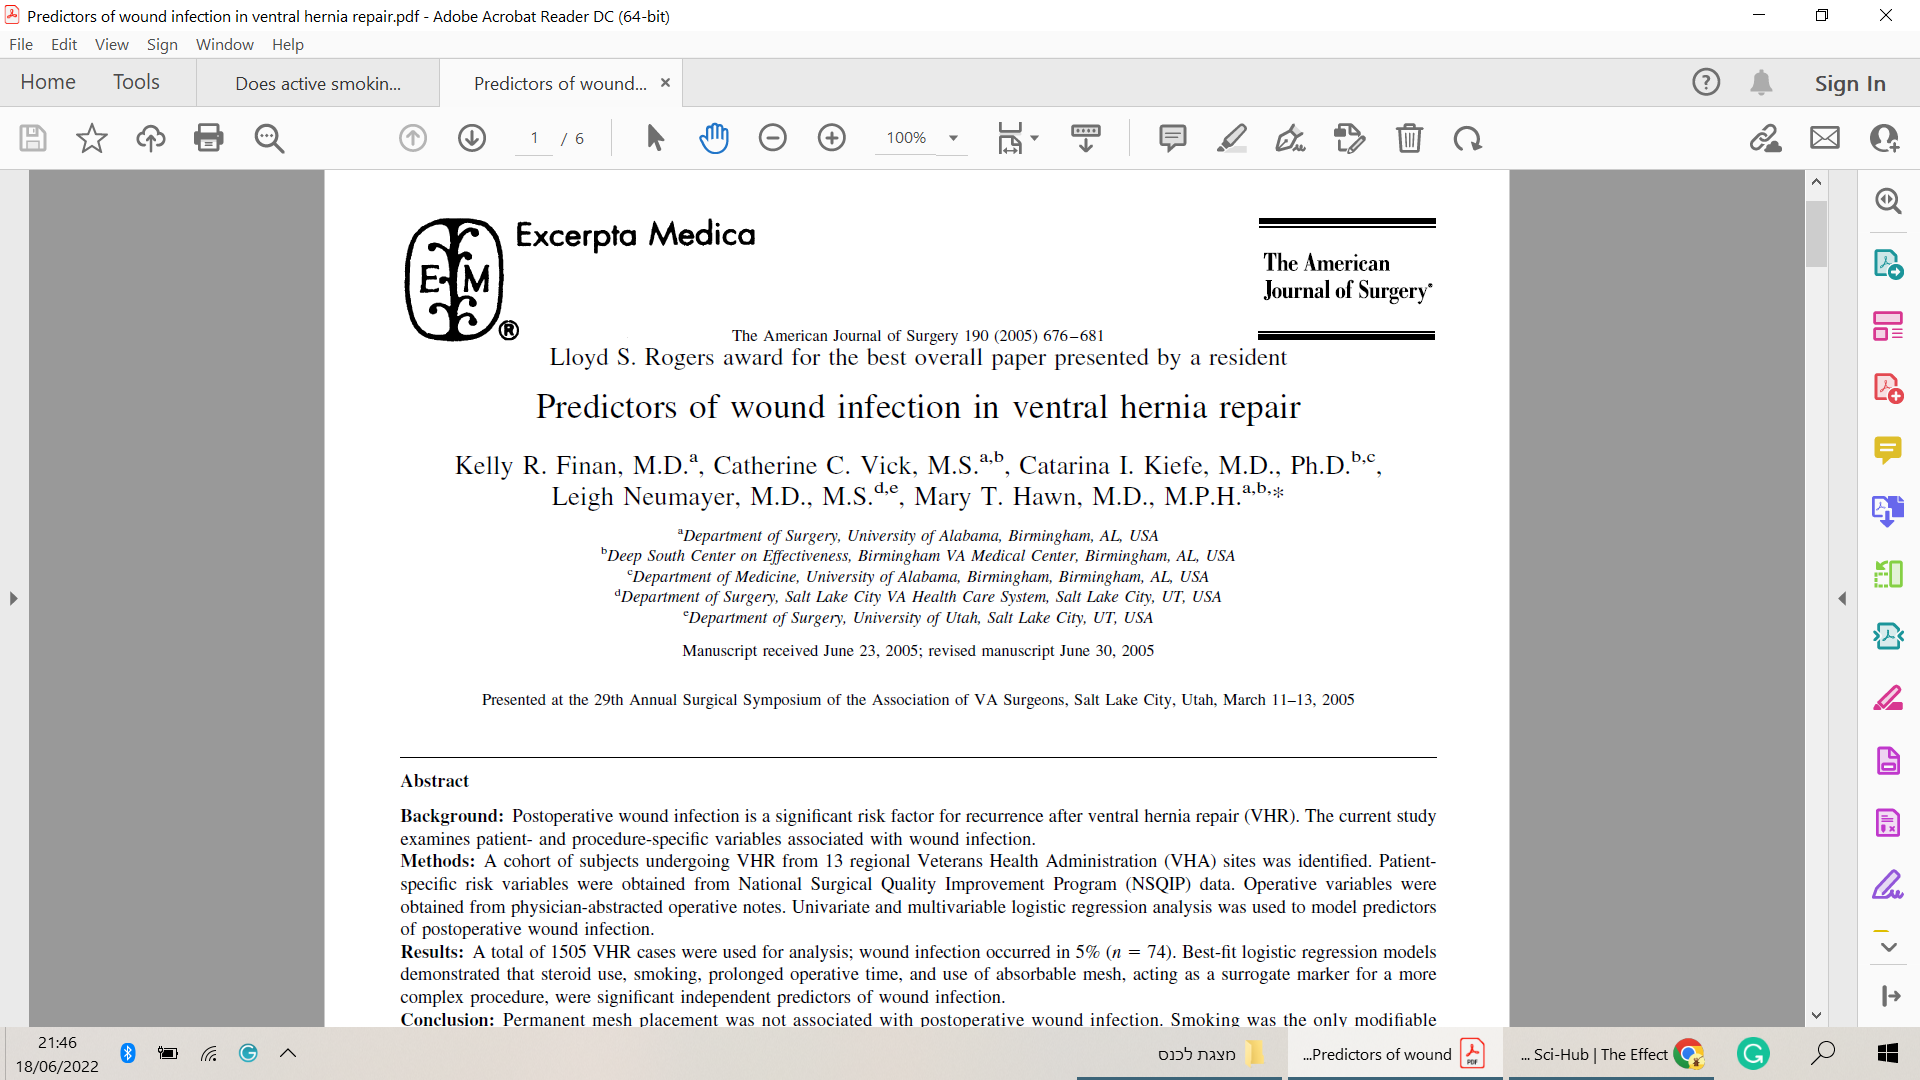 Predictors of wound infection in ventral hernia repair.pdf - Adobe Acrobat Reader DC (64-bit)
File Edit View Sign Window Help
Home Tools Does active smokin... Predictors of wound... ×
Sign In
1 / 6 100%
Excerpta Medica
E M ®
The American
Journal of Surgery®
The American Journal of Surgery 190 (2005) 676–681
Lloyd S. Rogers award for the best overall paper presented by a resident
Predictors of wound infection in ventral hernia repair
Kelly R. Finan, M.D.a, Catherine C. Vick, M.S.a,b, Catarina I. Kiefe, M.D., Ph.D.b,c,
Leigh Neumayer, M.D., M.S.d,e, Mary T. Hawn, M.D., M.P.H.a,b,*
aDepartment of Surgery, University of Alabama, Birmingham, AL, USA
bDeep South Center on Effectiveness, Birmingham VA Medical Center, Birmingham, AL, USA
cDepartment of Medicine, University of Alabama, Birmingham, Birmingham, AL, USA
dDepartment of Surgery, Salt Lake City VA Health Care System, Salt Lake City, UT, USA
eDepartment of Surgery, University of Utah, Salt Lake City, UT, USA
Manuscript received June 23, 2005; revised manuscript June 30, 2005
Presented at the 29th Annual Surgical Symposium of the Association of VA Surgeons, Salt Lake City, Utah, March 11–13, 2005
Abstract
Background: Postoperative wound infection is a significant risk factor for recurrence after ventral hernia repair (VHR). The current study
examines patient- and procedure-specific variables associated with wound infection.
Methods: A cohort of subjects undergoing VHR from 13 regional Veterans Health Administration (VHA) sites was identified. Patient-
specific risk variables were obtained from National Surgical Quality Improvement Program (NSQIP) data. Operative variables were
obtained from physician-abstracted operative notes. Univariate and multivariable logistic regression analysis was used to model predictors
of postoperative wound infection.
Results: A total of 1505 VHR cases were used for analysis; wound infection occurred in 5% (n = 74). Best-fit logistic regression models
demonstrated that steroid use, smoking, prolonged operative time, and use of absorbable mesh, acting as a surrogate marker for a more
complex procedure, were significant independent predictors of wound infection.
Conclusion: Permanent mesh placement was not associated with postoperative wound infection. Smoking was the only modifiable
21:46
18/06/2022
מצגת לכנס
...Predictors of wound
... Sci-Hub | The Effect